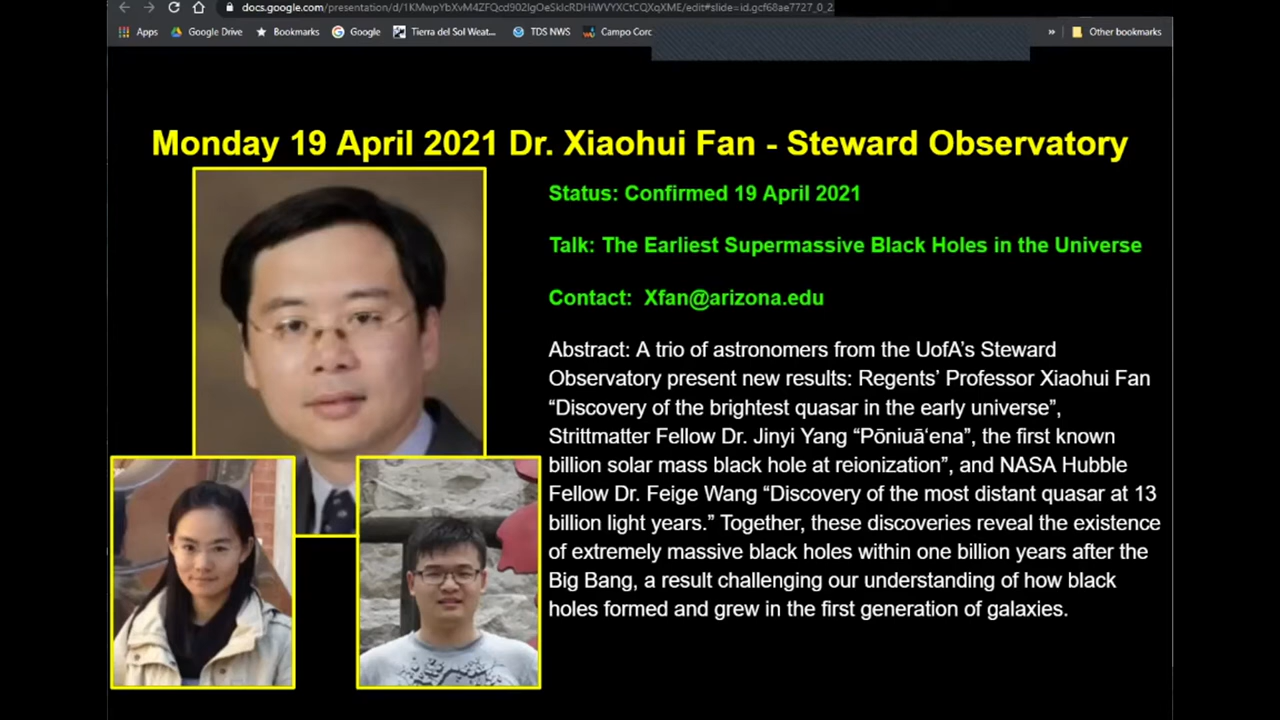 docs.google.com/presentation/d/1KMwpYbXvM4ZFQcd902IgOeSkIcRDHiWVYXCtCQXqXME/edit#slide=id.gcf68ae7727_0_2
Apps Google Drive Bookmarks Google Tierra del Sol Weat... TDS NWS Campo Corc » Other bookmarks
Monday 19 April 2021 Dr. Xiaohui Fan - Steward Observatory
Status: Confirmed 19 April 2021
Talk: The Earliest Supermassive Black Holes in the Universe
Contact: Xfan@arizona.edu
Abstract: A trio of astronomers from the UofA's Steward
Observatory present new results: Regents' Professor Xiaohui Fan
“Discovery of the brightest quasar in the early universe”,
Strittmatter Fellow Dr. Jinyi Yang “Pōniuāʻena”, the first known
billion solar mass black hole at reionization”, and NASA Hubble
Fellow Dr. Feige Wang “Discovery of the most distant quasar at 13
billion light years.” Together, these discoveries reveal the existence
of extremely massive black holes within one billion years after the
Big Bang, a result challenging our understanding of how black
holes formed and grew in the first generation of galaxies.